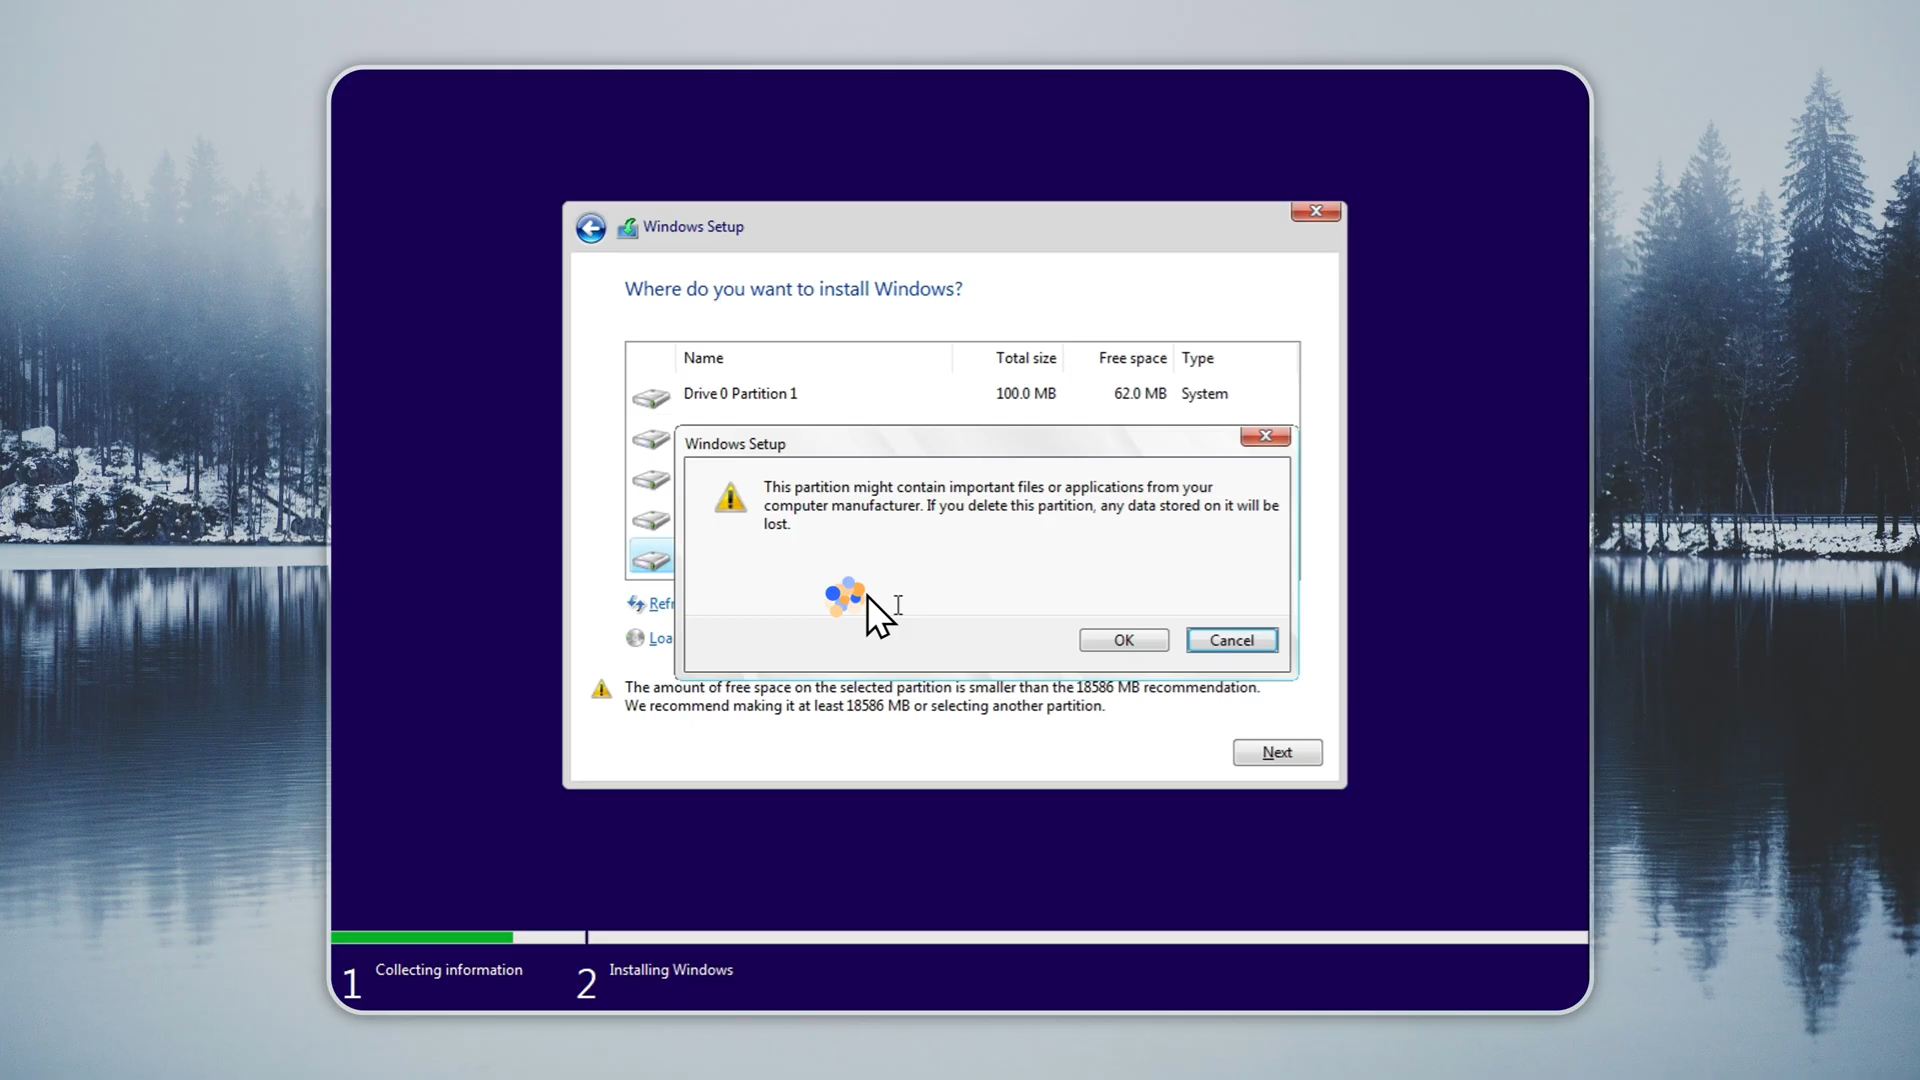 Windows Setup
Where do you want to install Windows?
Name Total size Free space Type
Drive 0 Partition 1 100.0 MB 62.0 MB System
Windows Setup
This partition might contain important files or applications from your
computer manufacturer. If you delete this partition, any data stored on it will be
lost.
Refr
OK Cancel
Loa
The amount of free space on the selected partition is smaller than the 18586 MB recommendation.
We recommend making it at least 18586 MB or selecting another partition.
Next
1 Collecting information 2 Installing Windows